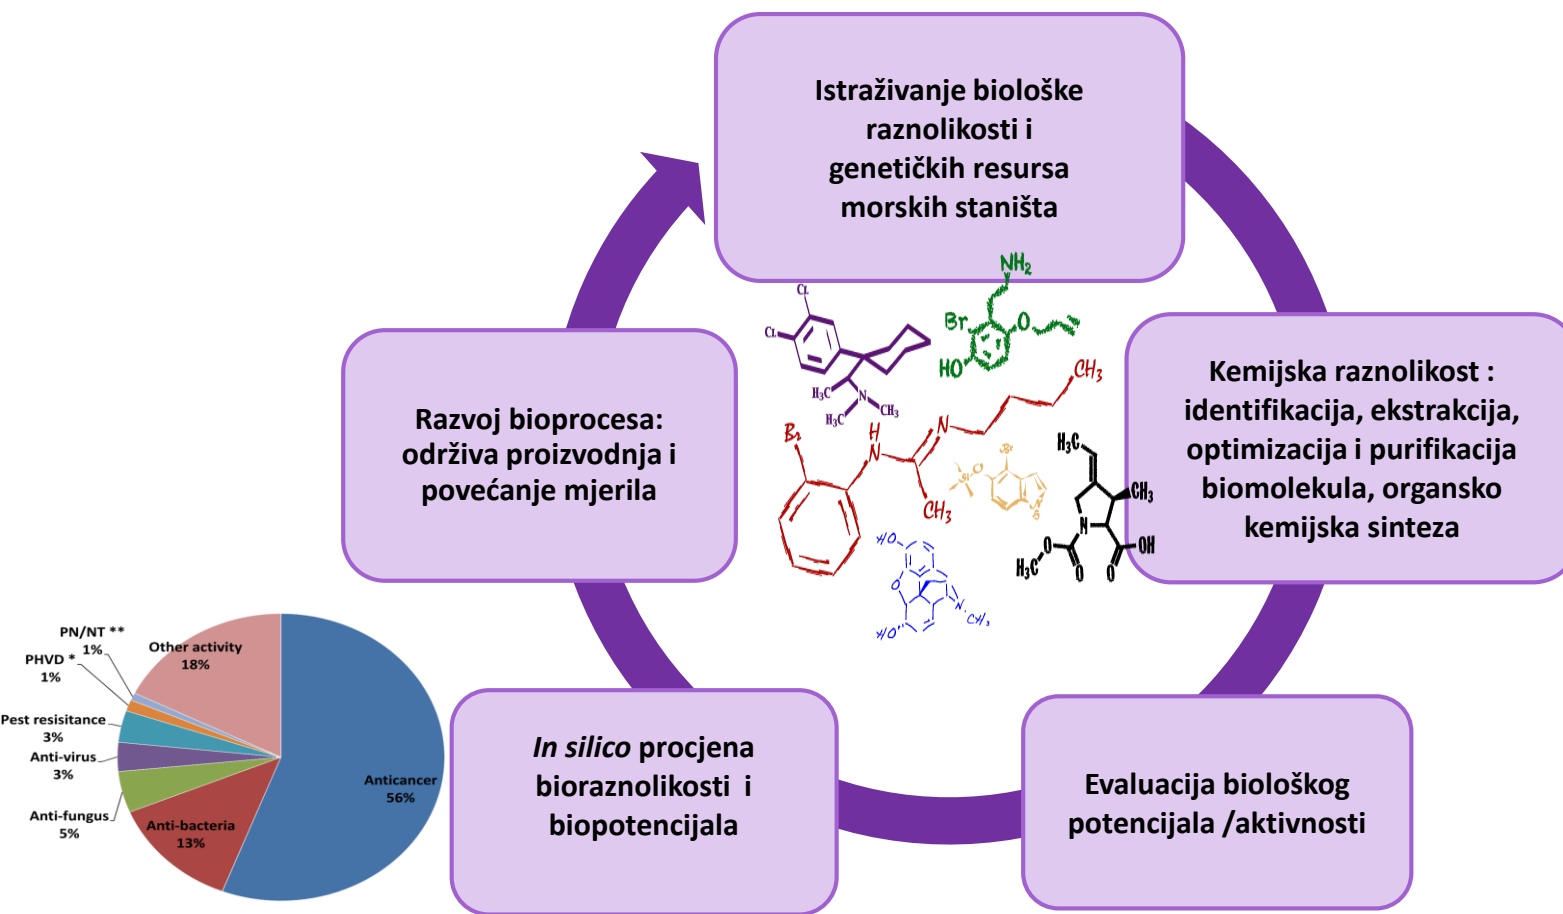 Istraživanje biološke
raznolikosti i
genetičkih resursa
morskih staništa
Kemijska raznolikost :
identifikacija, ekstrakcija,
optimizacija i purifikacija
biomolekula, organsko
kemijska sinteza
Evaluacija biološkog
potencijala /aktivnosti
In silico procjena
bioraznolikosti i
biopotencijala
Razvoj bioprocesa:
održiva proizvodnja i
povećanje mjerila
CL
CL
H₃C
N
H₃C
CH₃
NH₂
Br
O
HO
Br
H
N
N
CH₃
CH₃
Br
Si
O
H₃C
CH₃
N
O
H₃C
O
O
OH
HO
O
N
CH₃
HO
PN/NT **
1%
PHVD *
1%
Pest resisitance
3%
Anti-virus
3%
Anti-fungus
5%
Anti-bacteria
13%
Other activity
18%
Anticancer
56%